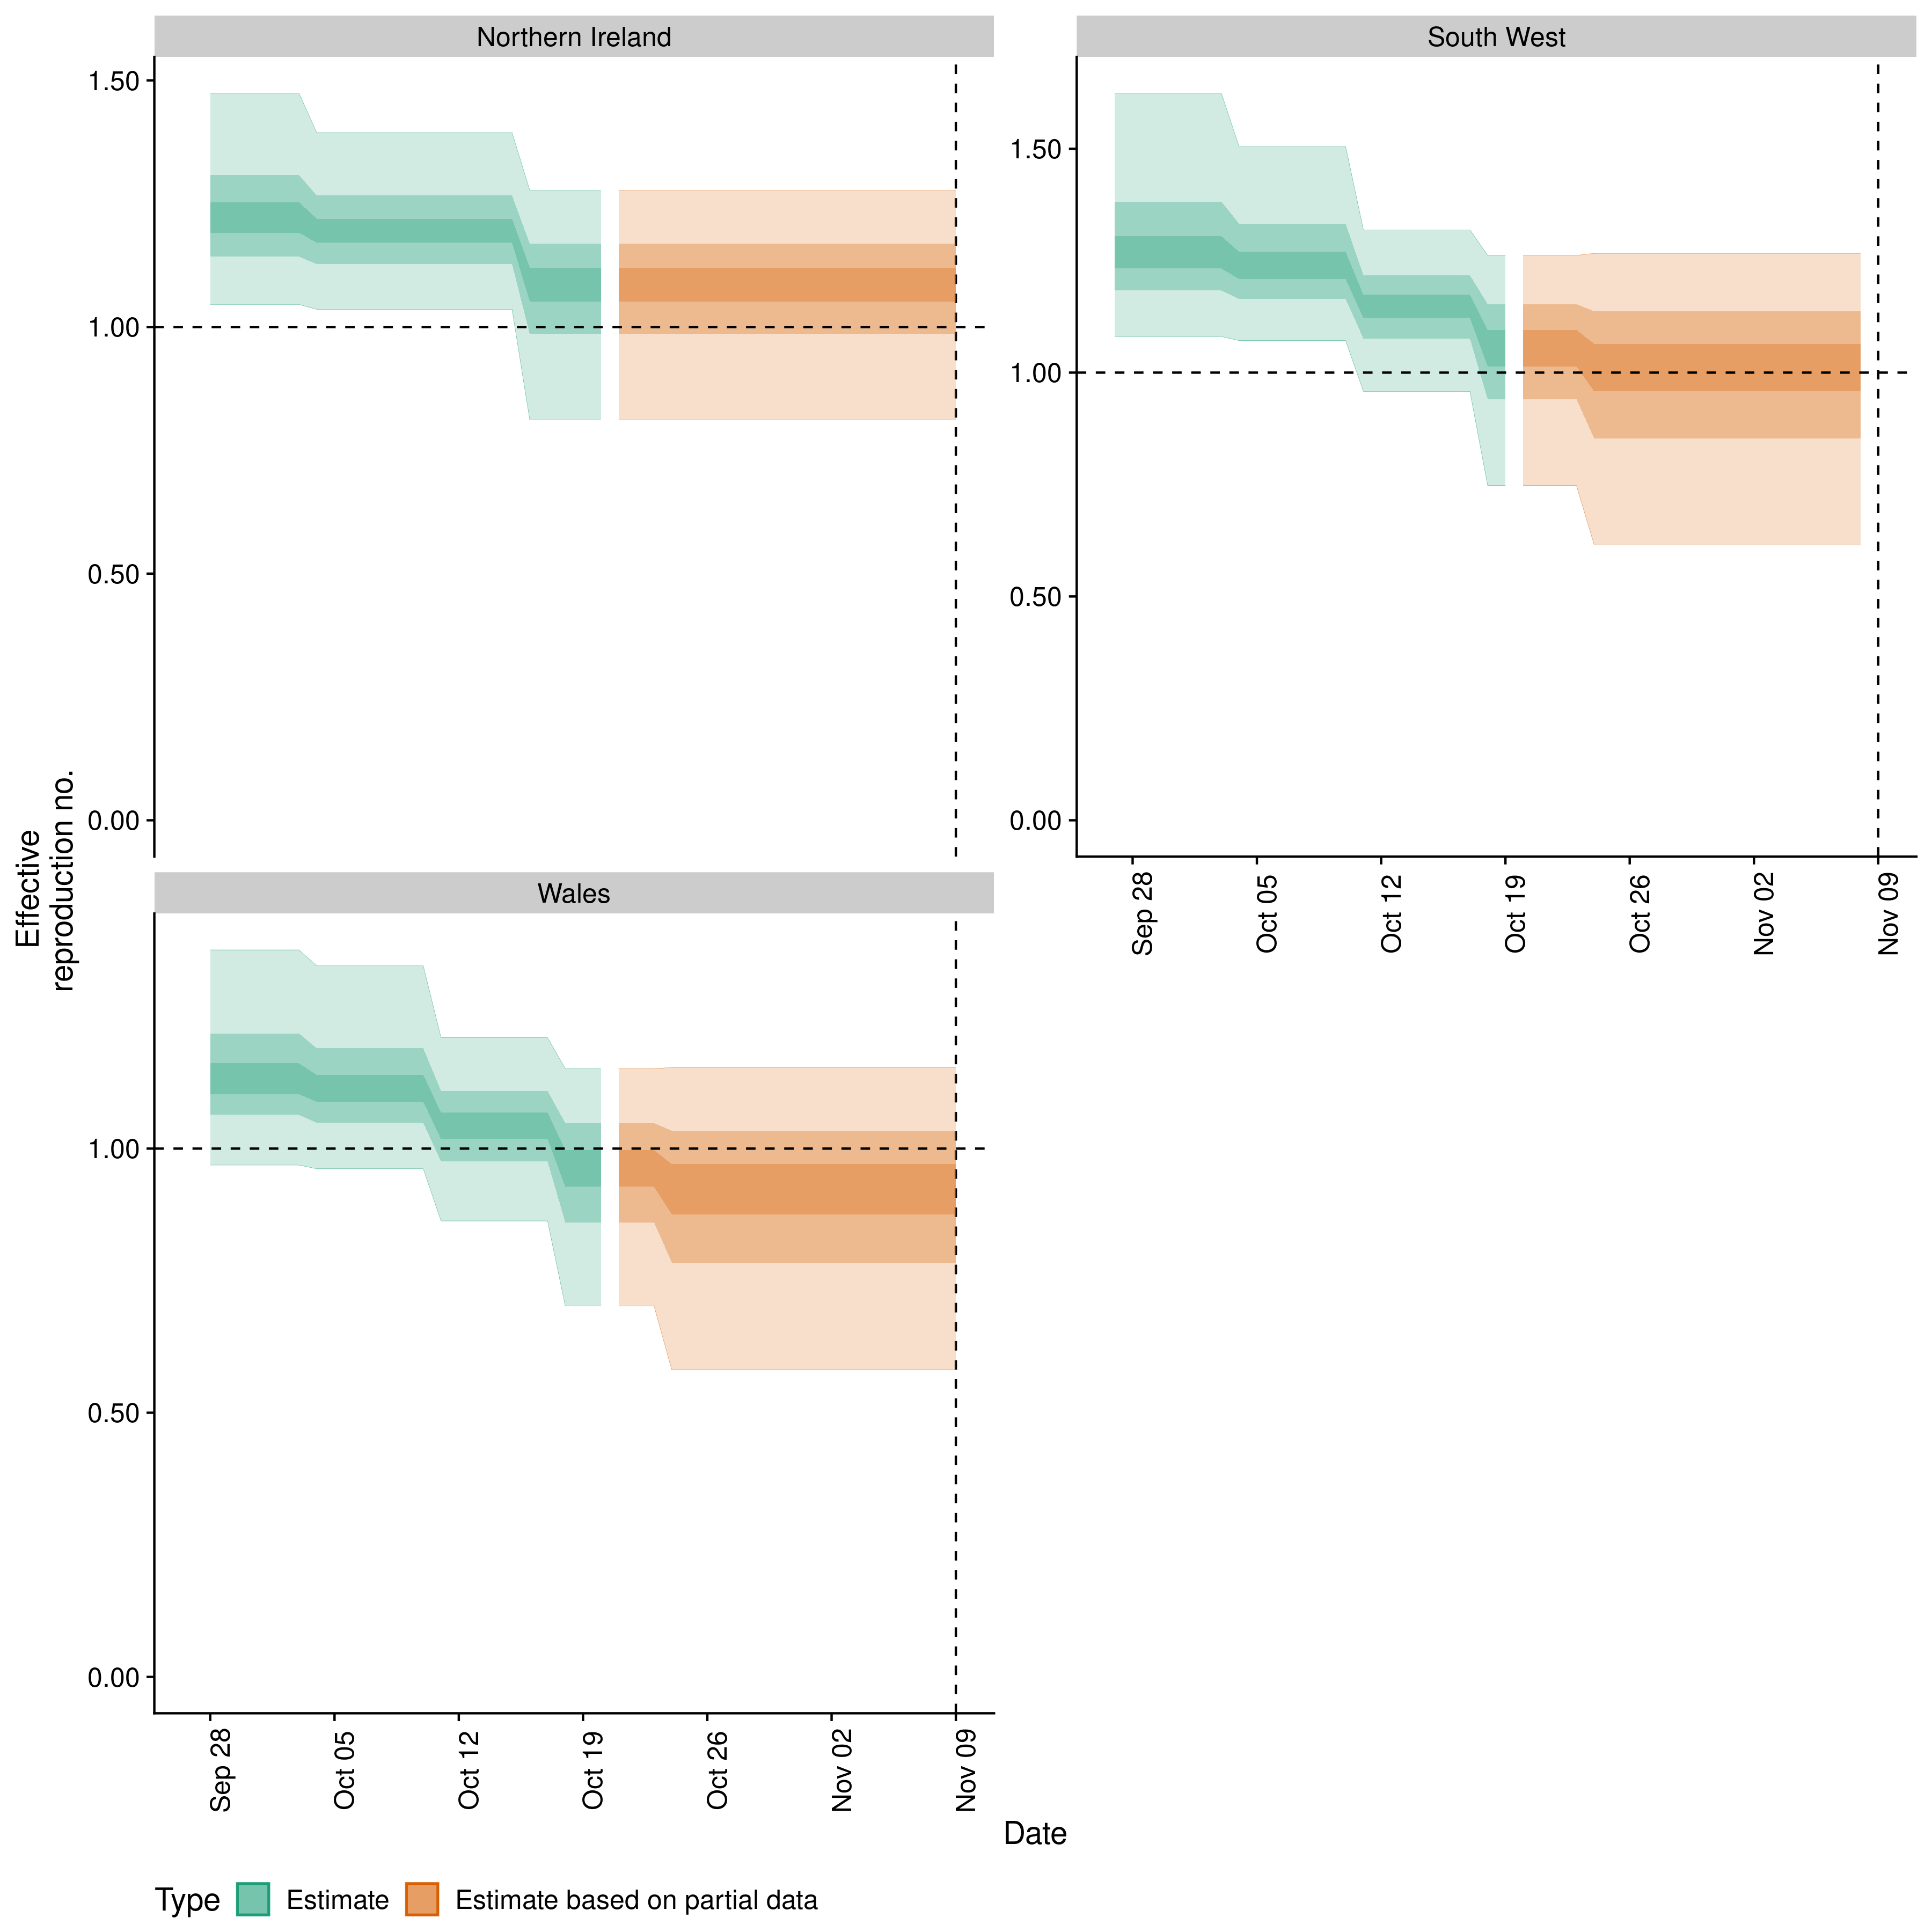 Northern Ireland
South West
1.50
1.00
0.50
0.00
1.50
1.00
0.50
0.00
Sep 28
Oct 05
Oct 12
Oct 19
Oct 26
Nov 02
Nov 09
Effective
reproduction no.
Wales
1.00
0.50
0.00
Sep 28
Oct 05
Oct 12
Oct 19
Oct 26
Nov 02
Nov 09
Date
Type Estimate Estimate based on partial data